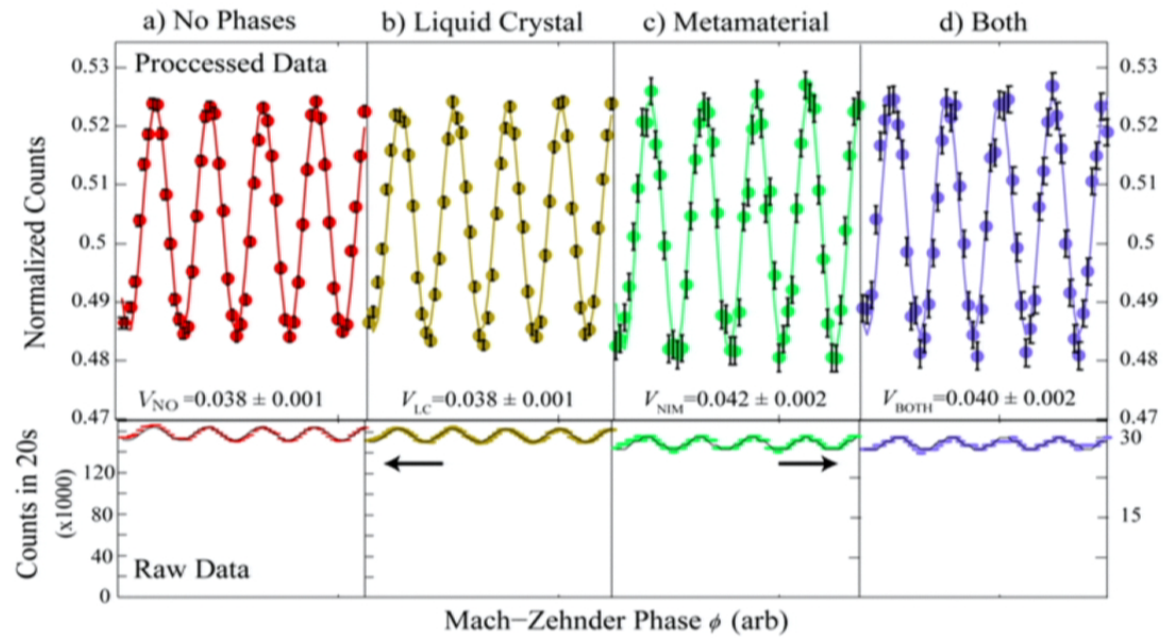 a) No Phases
b) Liquid Crystal
c) Metamaterial
d) Both
Proccessed Data
Normalized Counts
0.53
0.52
0.51
0.5
0.49
0.48
0.47
0.53
0.52
0.51
0.5
0.49
0.48
0.47
V_NO =0.038 ± 0.001
V_LC =0.038 ± 0.001
V_NIM =0.042 ± 0.002
V_BOTH =0.040 ± 0.002
Counts in 20s
(x1000)
120
80
40
0
30
15
Raw Data
Mach−Zehnder Phase ϕ (arb)